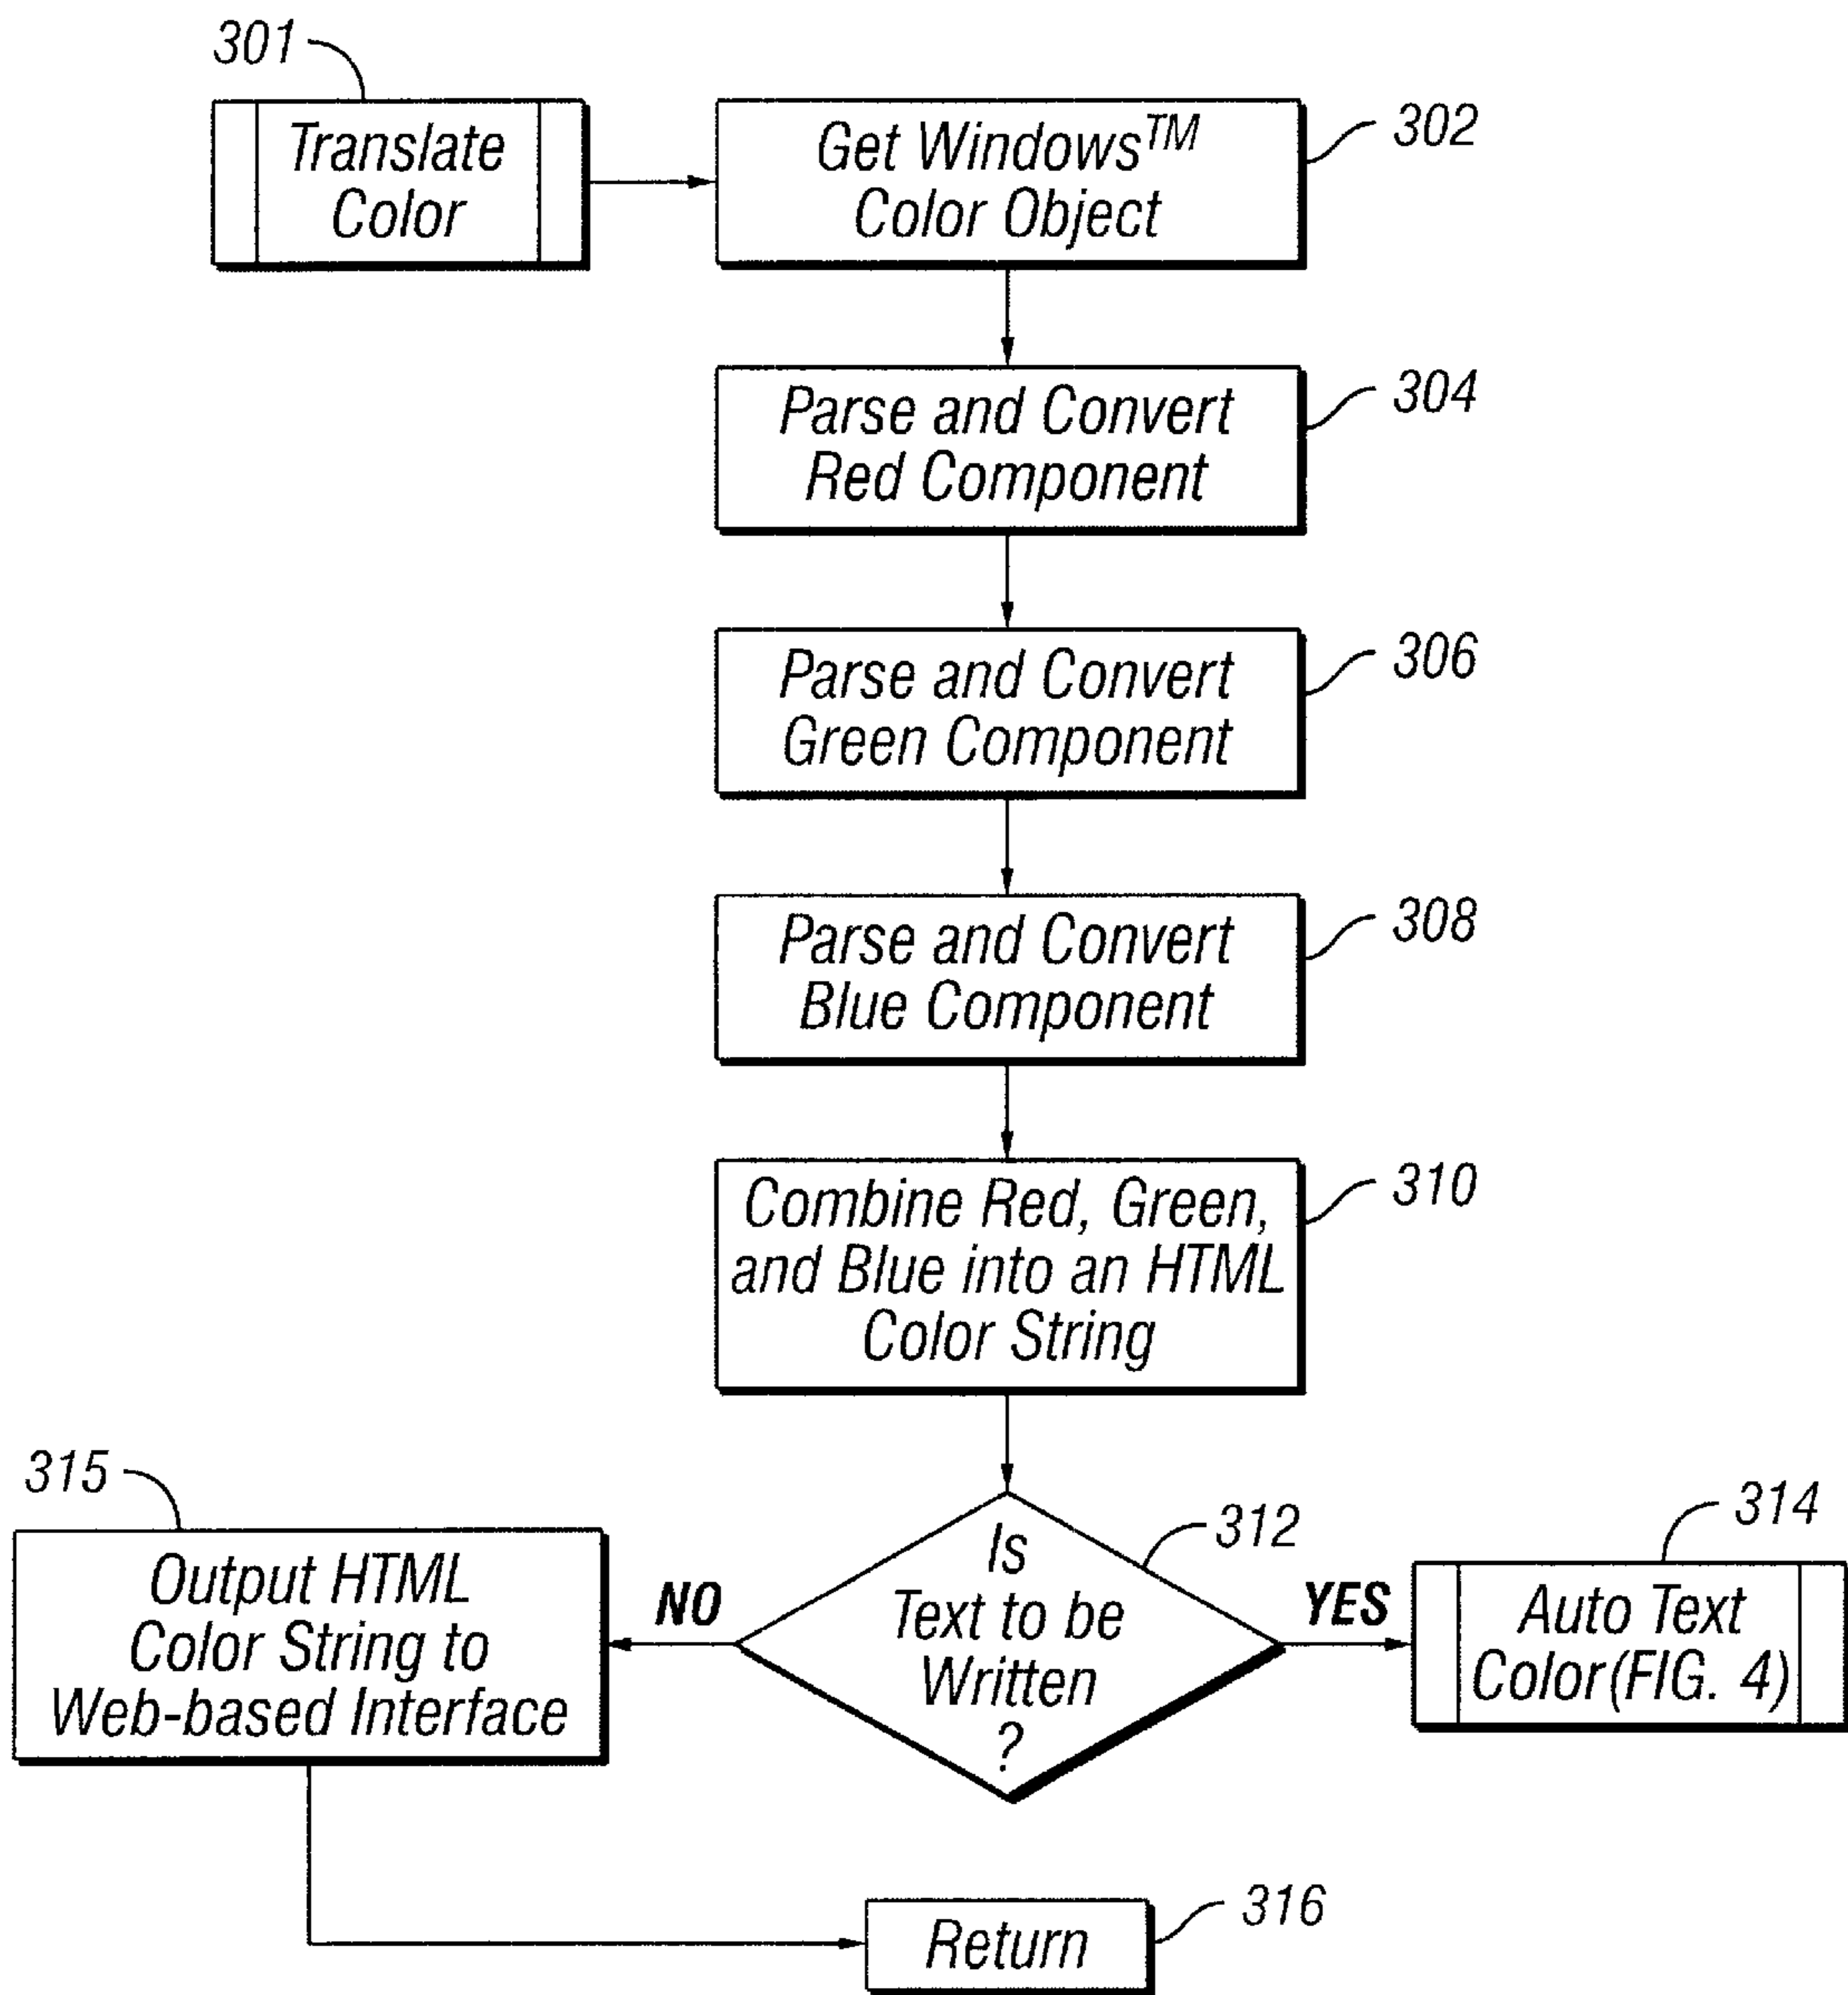 301
Translate
Color
Get Windows™
Color Object
302
Parse and Convert
Red Component
304
Parse and Convert
Green Component
306
Parse and Convert
Blue Component
308
Combine Red, Green,
and Blue into an HTML
Color String
310
Is
Text to be
Written
?
312
NO
YES
315
Output HTML
Color String to
Web-based Interface
314
Auto Text
Color (FIG. 4)
Return
316